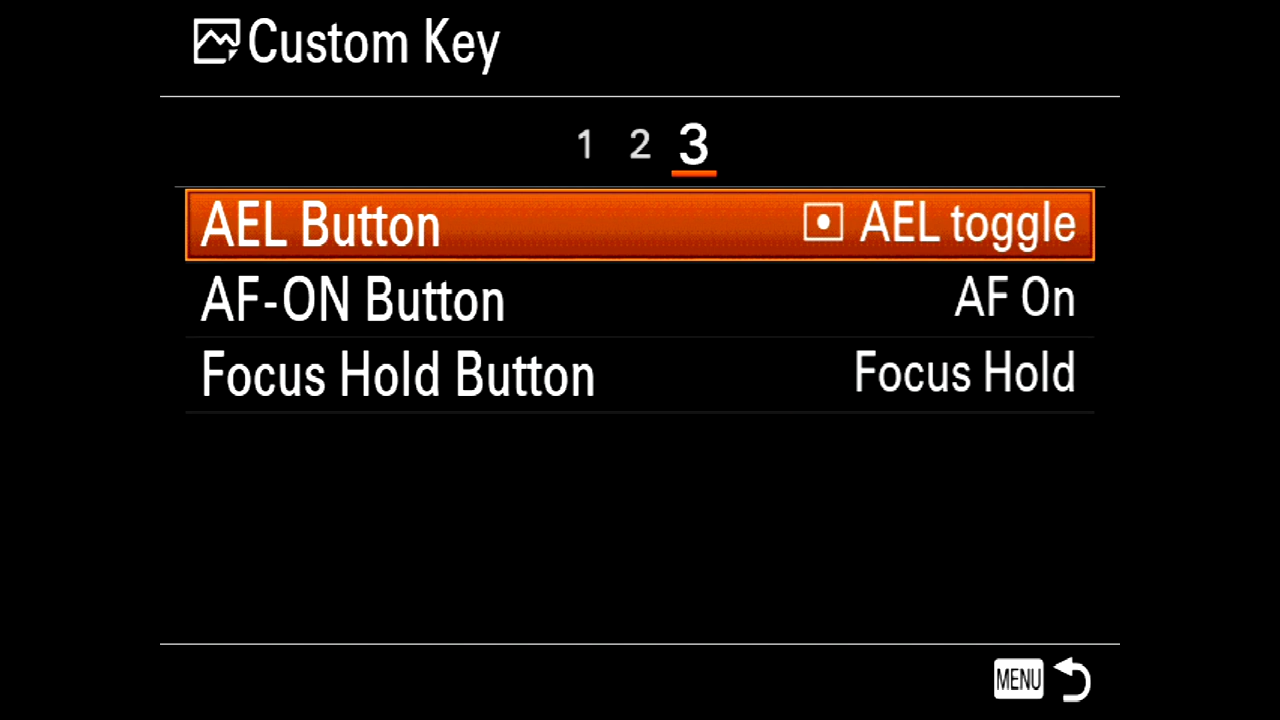 Custom Key
1 2 3
AEL Button AEL toggle
AF-ON Button AF On
Focus Hold Button Focus Hold
MENU